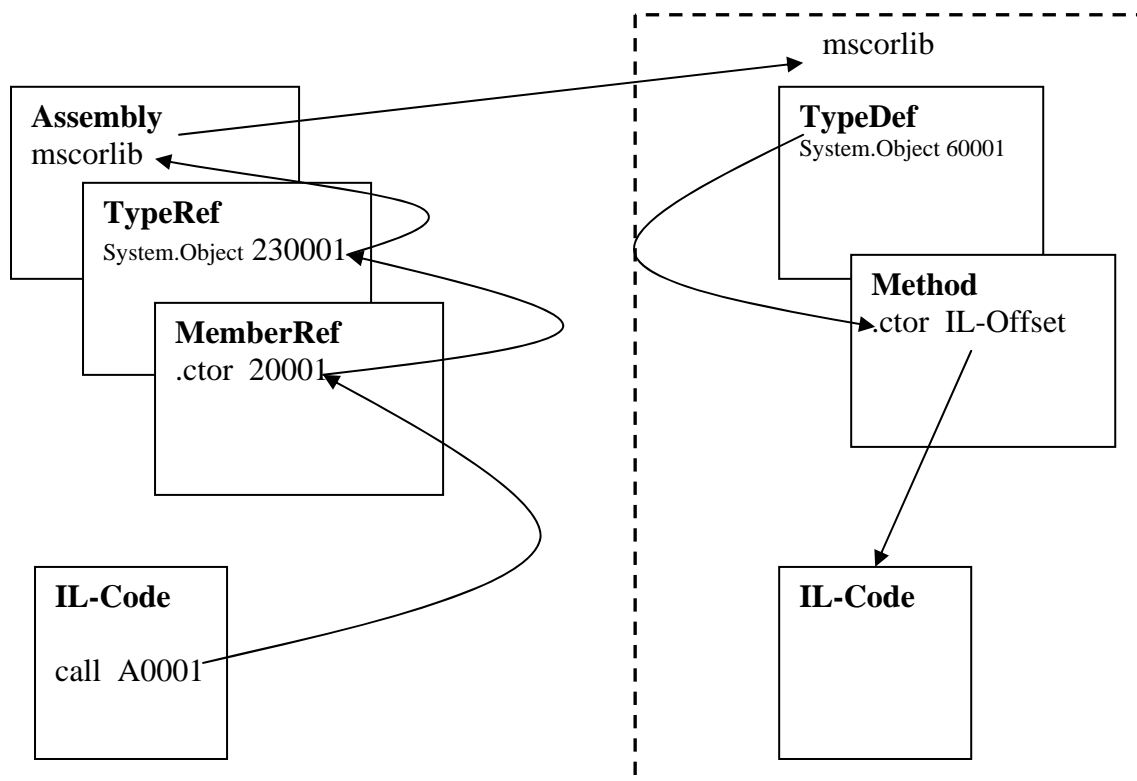 mscorlib
Assembly
mscorlib
TypeRef
System.Object 230001
MemberRef
.ctor 20001
IL-Code
call A0001
TypeDef
System.Object 60001
Method
.ctor IL-Offset
IL-Code